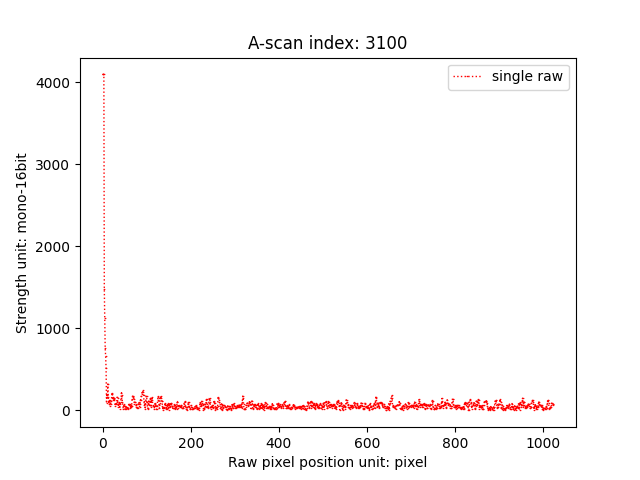 A-scan index: 3100
single raw
4000
3000
2000
1000
0
Strength unit: mono-16bit
0 200 400 600 800 1000
Raw pixel position unit: pixel